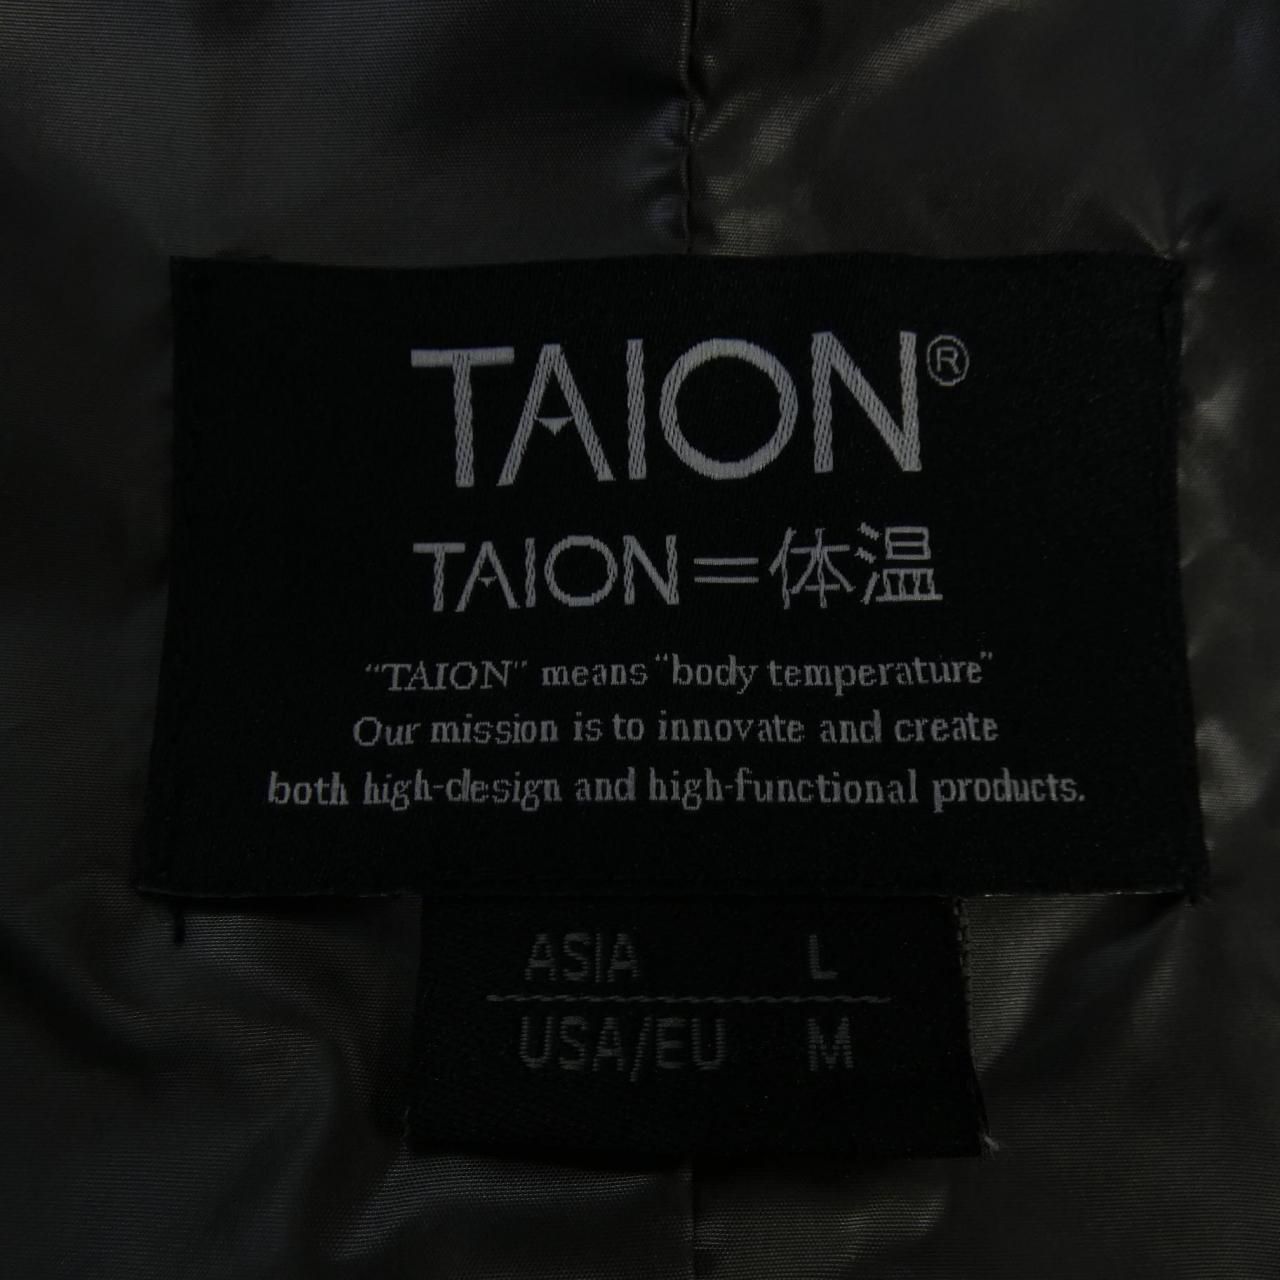 TAION®
TAION=体温
"TAION" means "body temperature"
Our mission is to innovate and create
both high-design and high-functional products.
ASIA L
USA/EU M